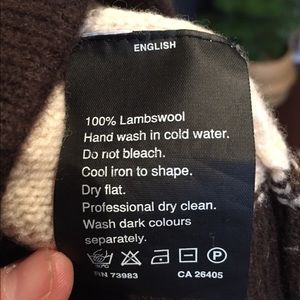 ENGLISH
100% Lambswool
Hand wash in cold water.
Do not bleach.
Cool iron to shape.
Dry flat.
Professional dry clean.
Wash dark colours
separately.
RN 73983 CA 26405